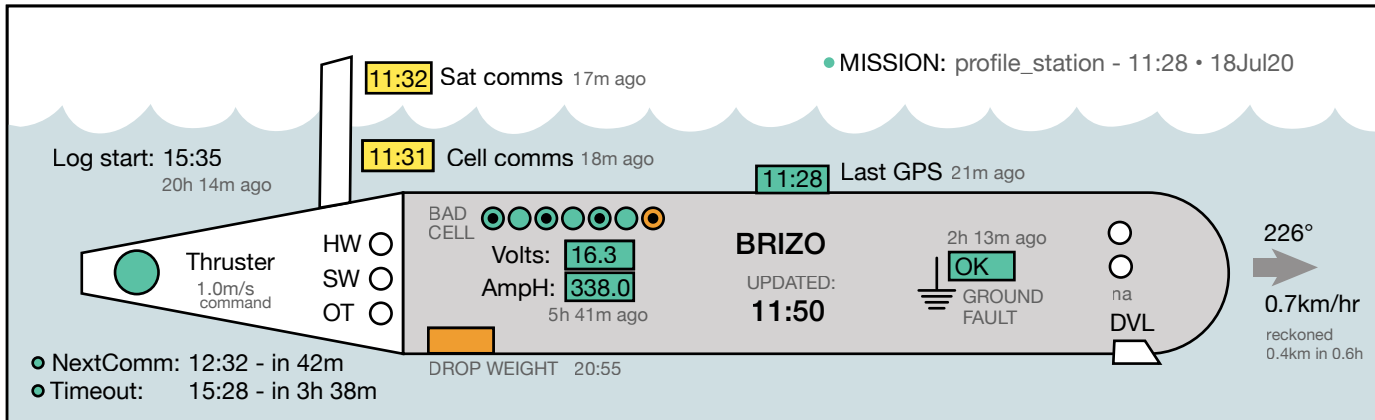 MISSION: profile_station - 11:28 • 18Jul20
11:32 Sat comms 17m ago
11:31 Cell comms 18m ago
Log start: 15:35
20h 14m ago
11:28 Last GPS 21m ago
BAD
CELL
HW
SW
OT
Thruster
1.0m/s
command
Volts: 16.3
AmpH: 338.0
5h 41m ago
BRIZO
UPDATED:
11:50
2h 13m ago
OK
GROUND
FAULT
na
DVL
226°
0.7km/hr
reckoned
0.4km in 0.6h
DROP WEIGHT 20:55
NextComm: 12:32 - in 42m
Timeout: 15:28 - in 3h 38m